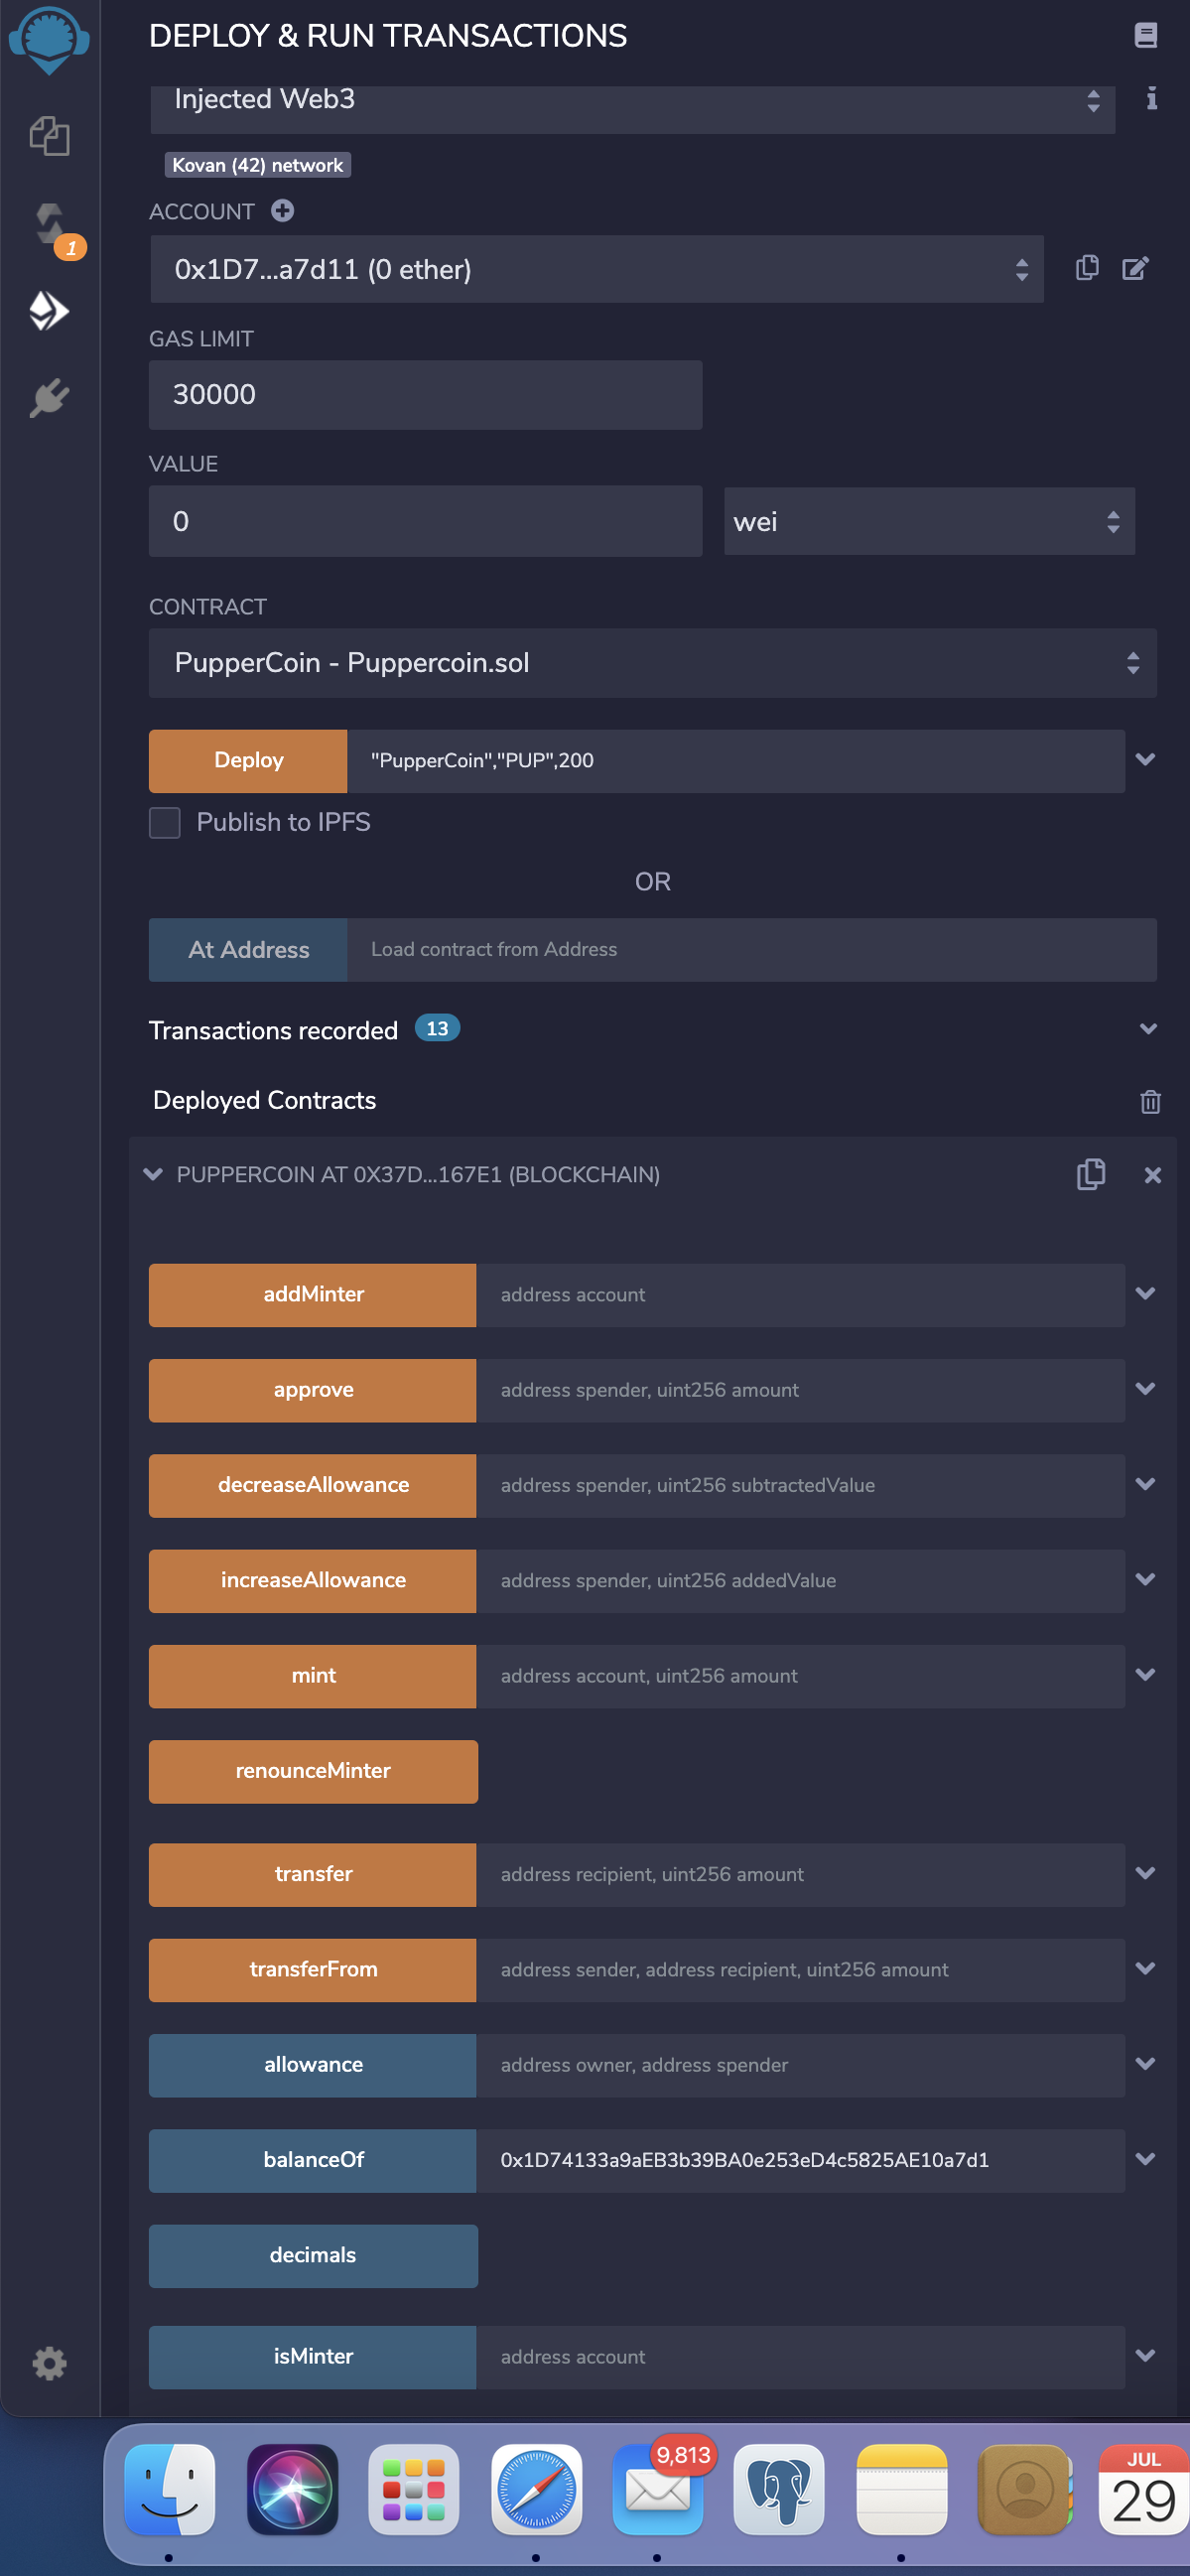 DEPLOY & RUN TRANSACTIONS
Injected Web3
Kovan (42) network
ACCOUNT
1
0x1D7...a7d11 (0 ether)
GAS LIMIT
30000
VALUE
0
wei
CONTRACT
PupperCoin - Puppercoin.sol
Deploy
"PupperCoin","PUP",200
Publish to IPFS
OR
At Address
Load contract from Address
Transactions recorded 13
Deployed Contracts
PUPPERCOIN AT 0X37D...167E1 (BLOCKCHAIN)
addMinter
address account
approve
address spender, uint256 amount
decreaseAllowance
address spender, uint256 subtractedValue
increaseAllowance
address spender, uint256 addedValue
mint
address account, uint256 amount
renounceMinter
transfer
address recipient, uint256 amount
transferFrom
address sender, address recipient, uint256 amount
allowance
address owner, address spender
balanceOf
0x1D74133a9aEB3b39BA0e253eD4c5825AE10a7d1
decimals
isMinter
address account
9,813
JUL
29